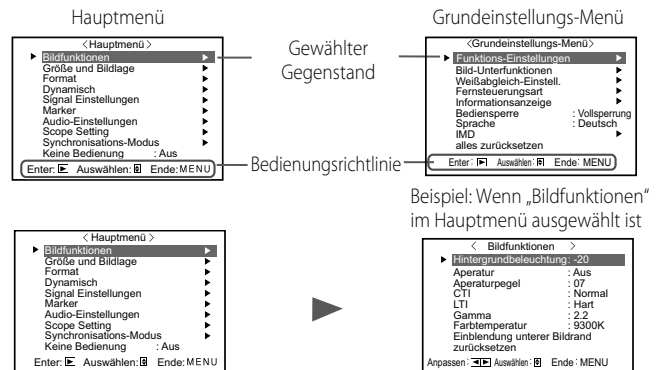 Hauptmenü
<Hauptmenü>
▶ Bildfunktionen ▶
Größe und Bildlage ▶
Format ▶
Dynamisch ▶
Signal Einstellungen ▶
Marker ▶
Audio-Einstellungen ▶
Scope Setting ▶
Synchronisations-Modus ▶
Keine Bedienung : Aus
Enter: ▶ Auswählen: Ende: MENU
Gewählter
Gegenstand
Bedienungsrichtlinie
Grundeinstellungs-Menü
<Grundeinstellungs-Menü>
▶ Funktions-Einstellungen ▶
Bild-Unterfunktionen ▶
Weißabgleich-Einstell. ▶
Fernsteuerungsart ▶
Informationsanzeige ▶
Bediensperre : Vollsperrung
Sprache : Deutsch
IMD ▶
alles zurücksetzen
Enter: ▶ Auswählen: Ende: MENU
Beispiel: Wenn „Bildfunktionen“
im Hauptmenü ausgewählt ist
< Hauptmenü >
▶ Bildfunktionen ▶
Größe und Bildlage ▶
Format ▶
Dynamisch ▶
Signal Einstellungen ▶
Marker ▶
Audio-Einstellungen ▶
Scope Setting ▶
Synchronisations-Modus ▶
Keine Bedienung : Aus
Enter: ▶ Auswählen: Ende: MENU
< Bildfunktionen >
▶ Hintergrundbeleuchtung: -20
Aperatur : Aus
Aperaturpegel : 07
CTI : Normal
LTI : Hart
Gamma : 2.2
Farbtemperatur : 9300K
Einblendung unterer Bildrand
zurücksetzen
Anpassen: ◀▶ Auswählen: Ende: MENU